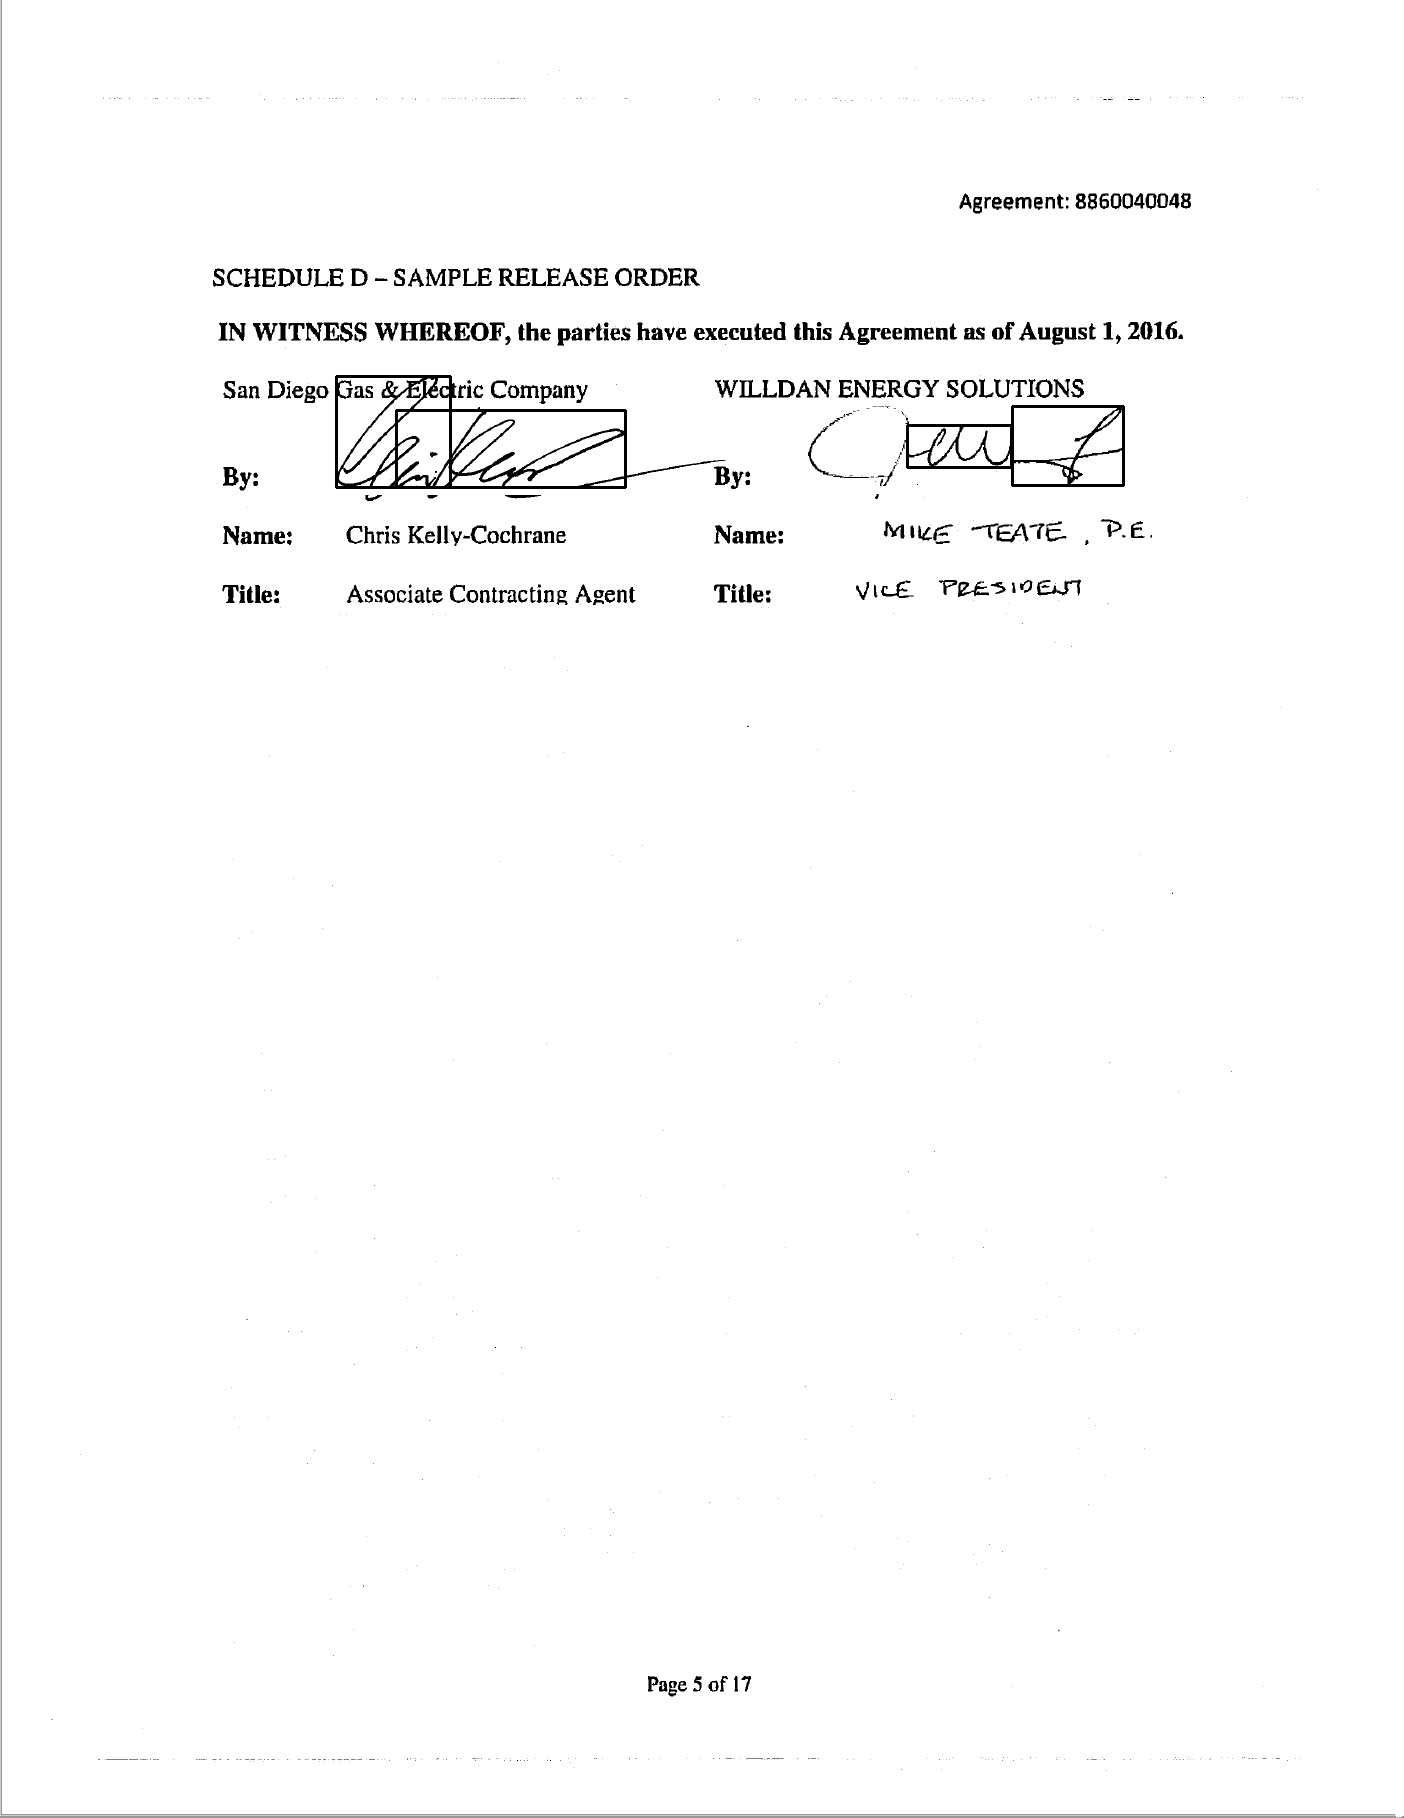 Agreement: 8860040048
SCHEDULE D – SAMPLE RELEASE ORDER
IN WITNESS WHEREOF, the parties have executed this Agreement as of August 1, 2016.
San Diego Gas & Electric Company WILLDAN ENERGY SOLUTIONS
By: By:
Name: Chris Kelly-Cochrane Name: MIKE TEATE, P.E.
Title: Associate Contracting Agent Title: VICE PRESIDENT
Page 5 of 17